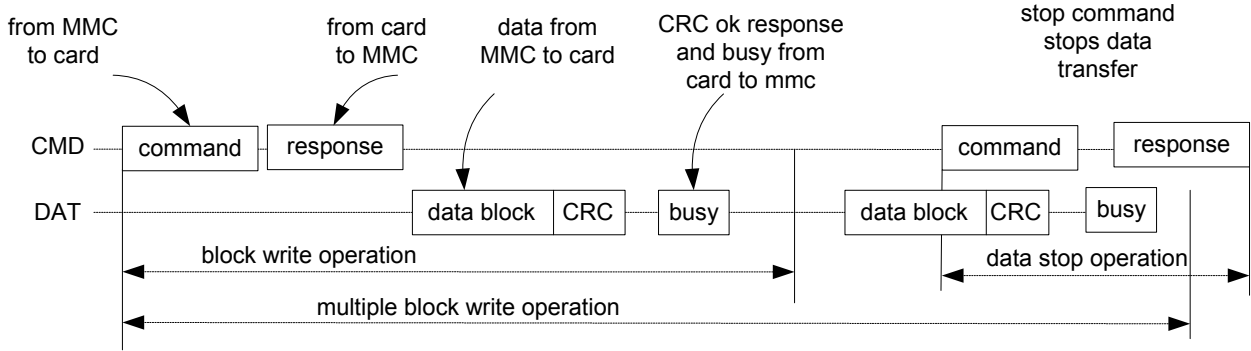 from MMC
to card
from card
to MMC
data from
MMC to card
CRC ok response
and busy from
card to mmc
stop command
stops data
transfer
CMD
command
response
command
response
DAT
data block
CRC
busy
data block
CRC
busy
block write operation
data stop operation
multiple block write operation